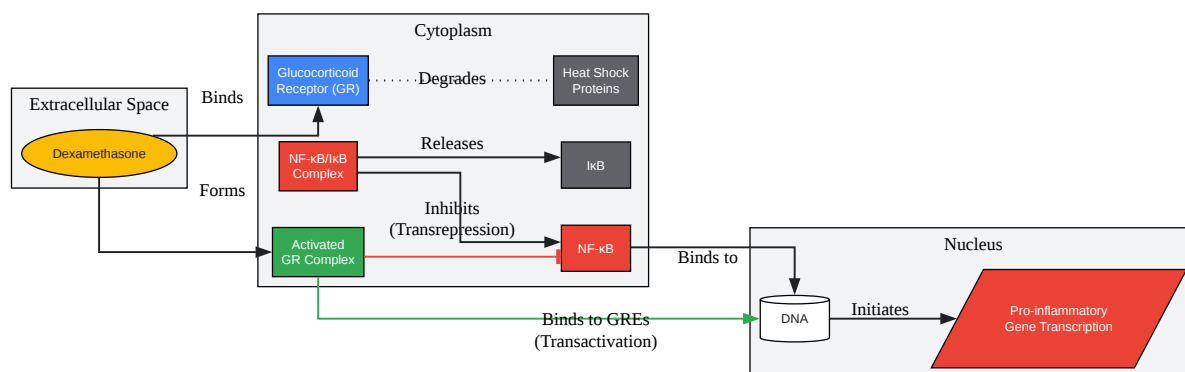 Cytoplasm
Glucocorticoid
Receptor (GR)
Degrades
Heat Shock
Proteins
Extracellular Space
Binds
Dexamethasone
Releases
NF-κB/IκB
Complex
IκB
Forms
Inhibits
(Transrepression)
Activated
GR Complex
NF-κB
Binds to
Nucleus
Binds to GREs
(Transactivation)
DNA
Initiates
Pro-inflammatory
Gene Transcription